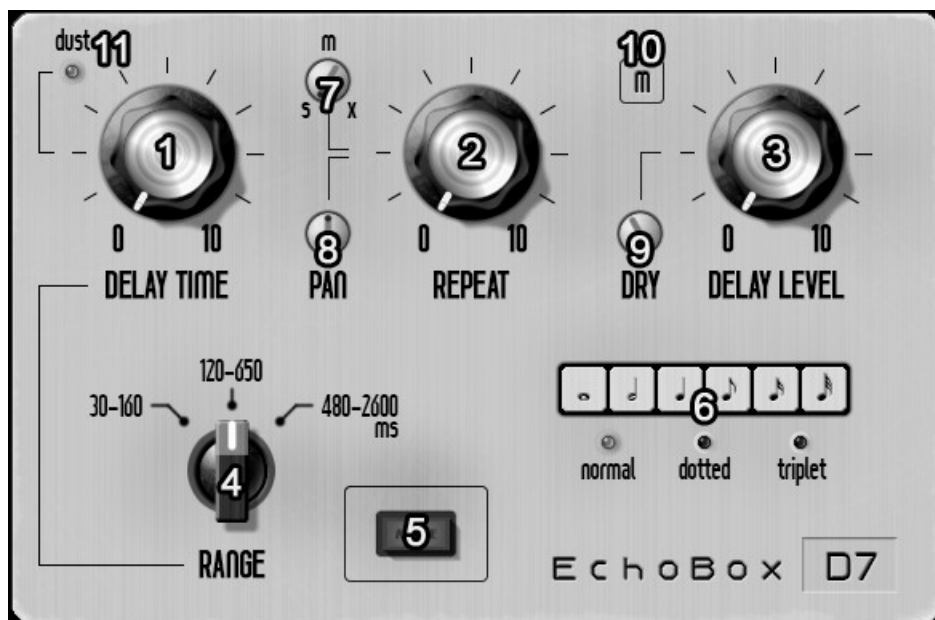 dust 11
m
10
m
7
s x
1
2
3
8
9
0 10
0 10
0 10
DELAY TIME
PAN
REPEAT
DRY
DELAY LEVEL
120-650
30-160
480-2600
ms
4
RANGE
5
6
normal
dotted
triplet
EchoBox D7